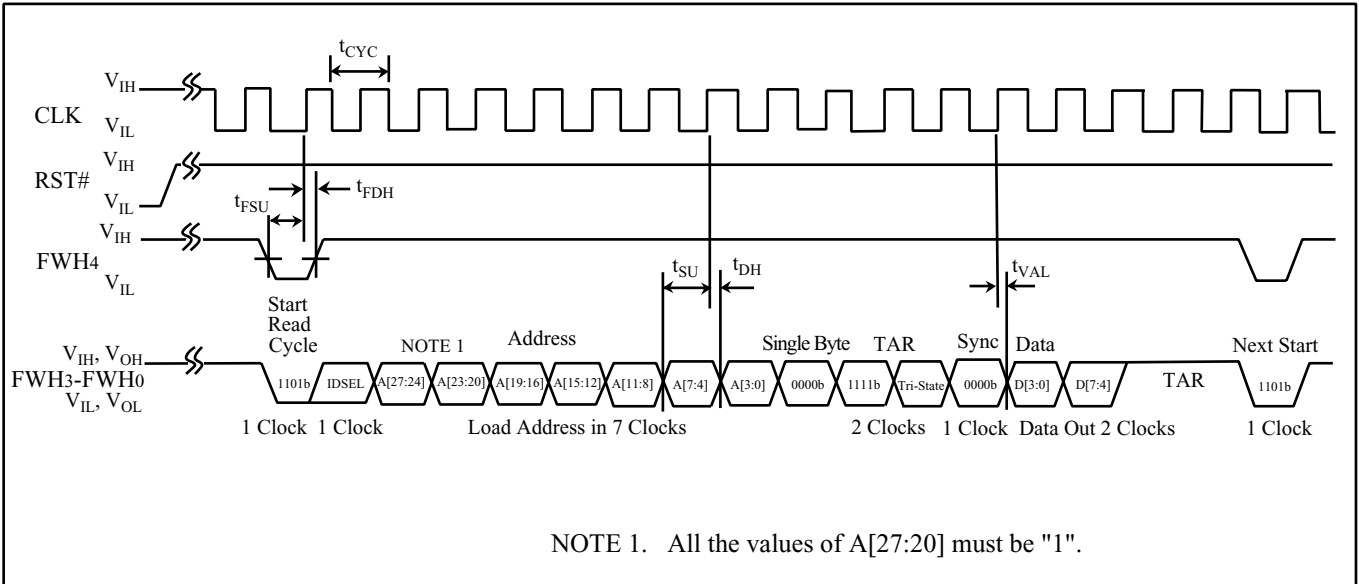 tCYC
VIH
CLK
VIL
VIH
RST#
VIL
tFSU
tFDH
VIH
FWH4
VIL
tSU
tDH
tVAL
Start
Read
Cycle
NOTE 1
Address
Single Byte
TAR
Sync
Data
Next Start
VIH, VOH
FWH3-FWH0
VIL, VOL
1101b IDSEL A[27:24] A[23:20] A[19:16] A[15:12] A[11:8] A[7:4] A[3:0] 0000b 1111b Tri-State 0000b D[3:0] D[7:4] TAR 1101b
1 Clock 1 Clock Load Address in 7 Clocks 2 Clocks 1 Clock Data Out 2 Clocks 1 Clock
NOTE 1. All the values of A[27:20] must be "1".